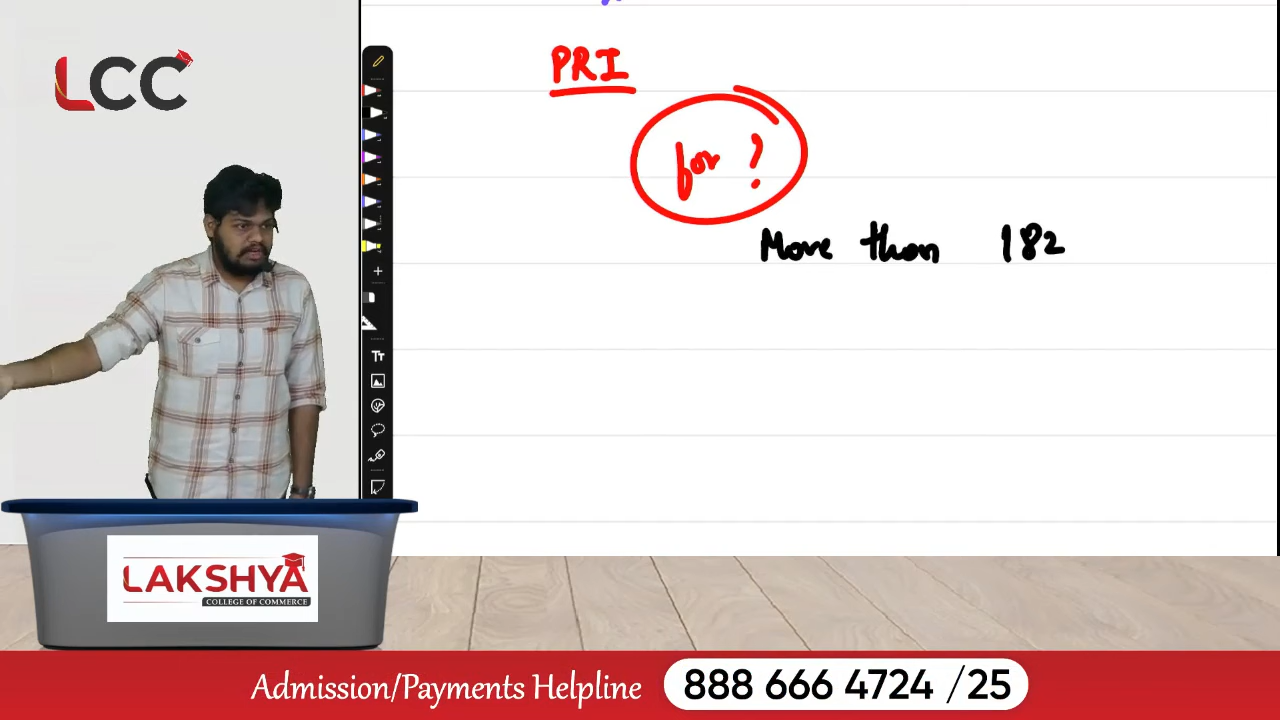 LCC
PRI
for ?
More than 182
LAKSHYA
COLLEGE OF COMMERCE
Admission/Payments Helpline 888 666 4724 /25